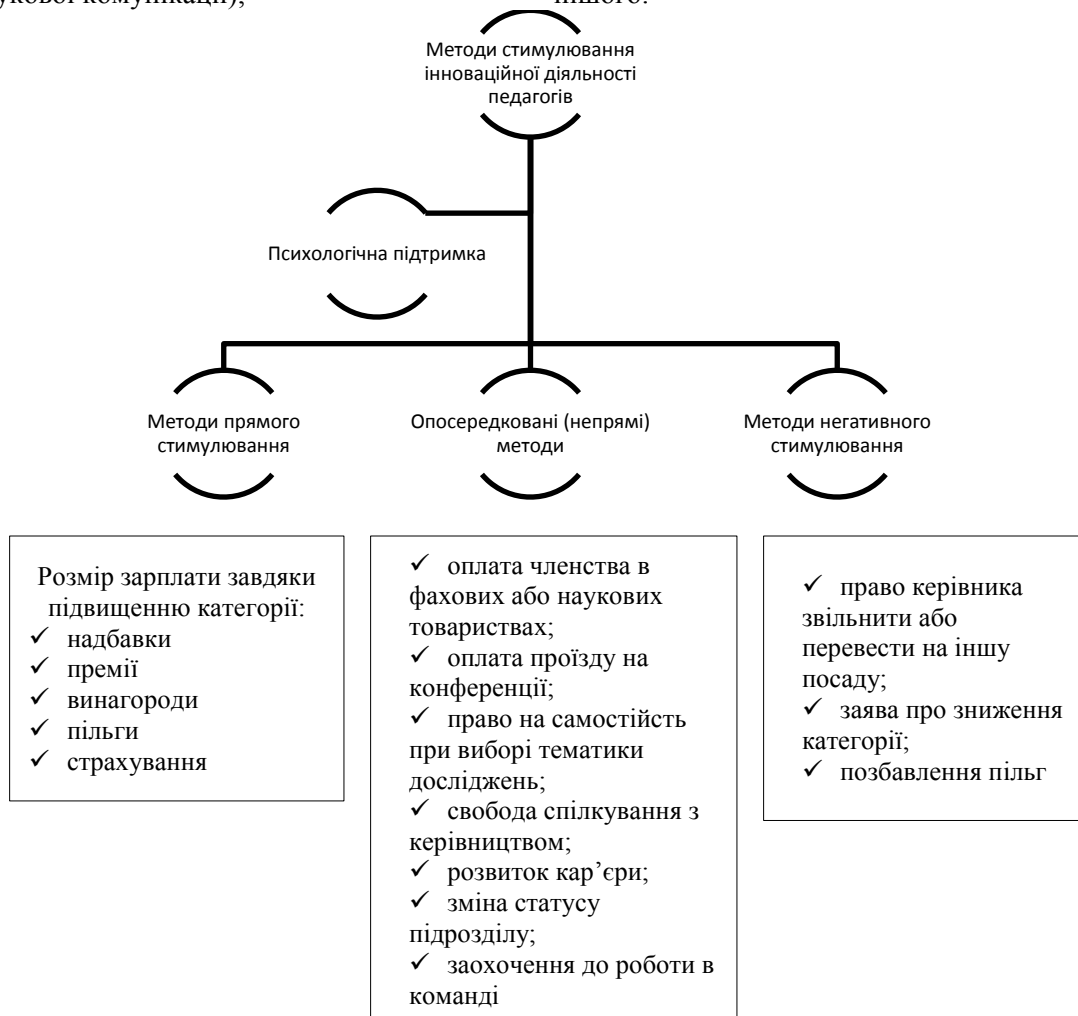 укової комунікації);
іншого.
Методи стимулювання
інноваційної діяльності
педагогів
Психологічна підтримка
Методи прямого
стимулювання
Опосередковані (непрямі)
методи
Методи негативного
стимулювання
Розмір зарплати завдяки
підвищенню категорії:
✓ надбавки
✓ премії
✓ винагороди
✓ пільги
✓ страхування
✓ оплата членства в
фахових або наукових
товариствах;
✓ оплата проїзду на
конференції;
✓ право на самостійсть
при виборі тематики
досліджень;
✓ свобода спілкування з
керівництвом;
✓ розвиток кар’єри;
✓ зміна статусу
підрозділу;
✓ заохочення до роботи в
команді
✓ право керівника
звільнити або
перевести на іншу
посаду;
✓ заява про зниження
категорії;
✓ позбавлення пільг